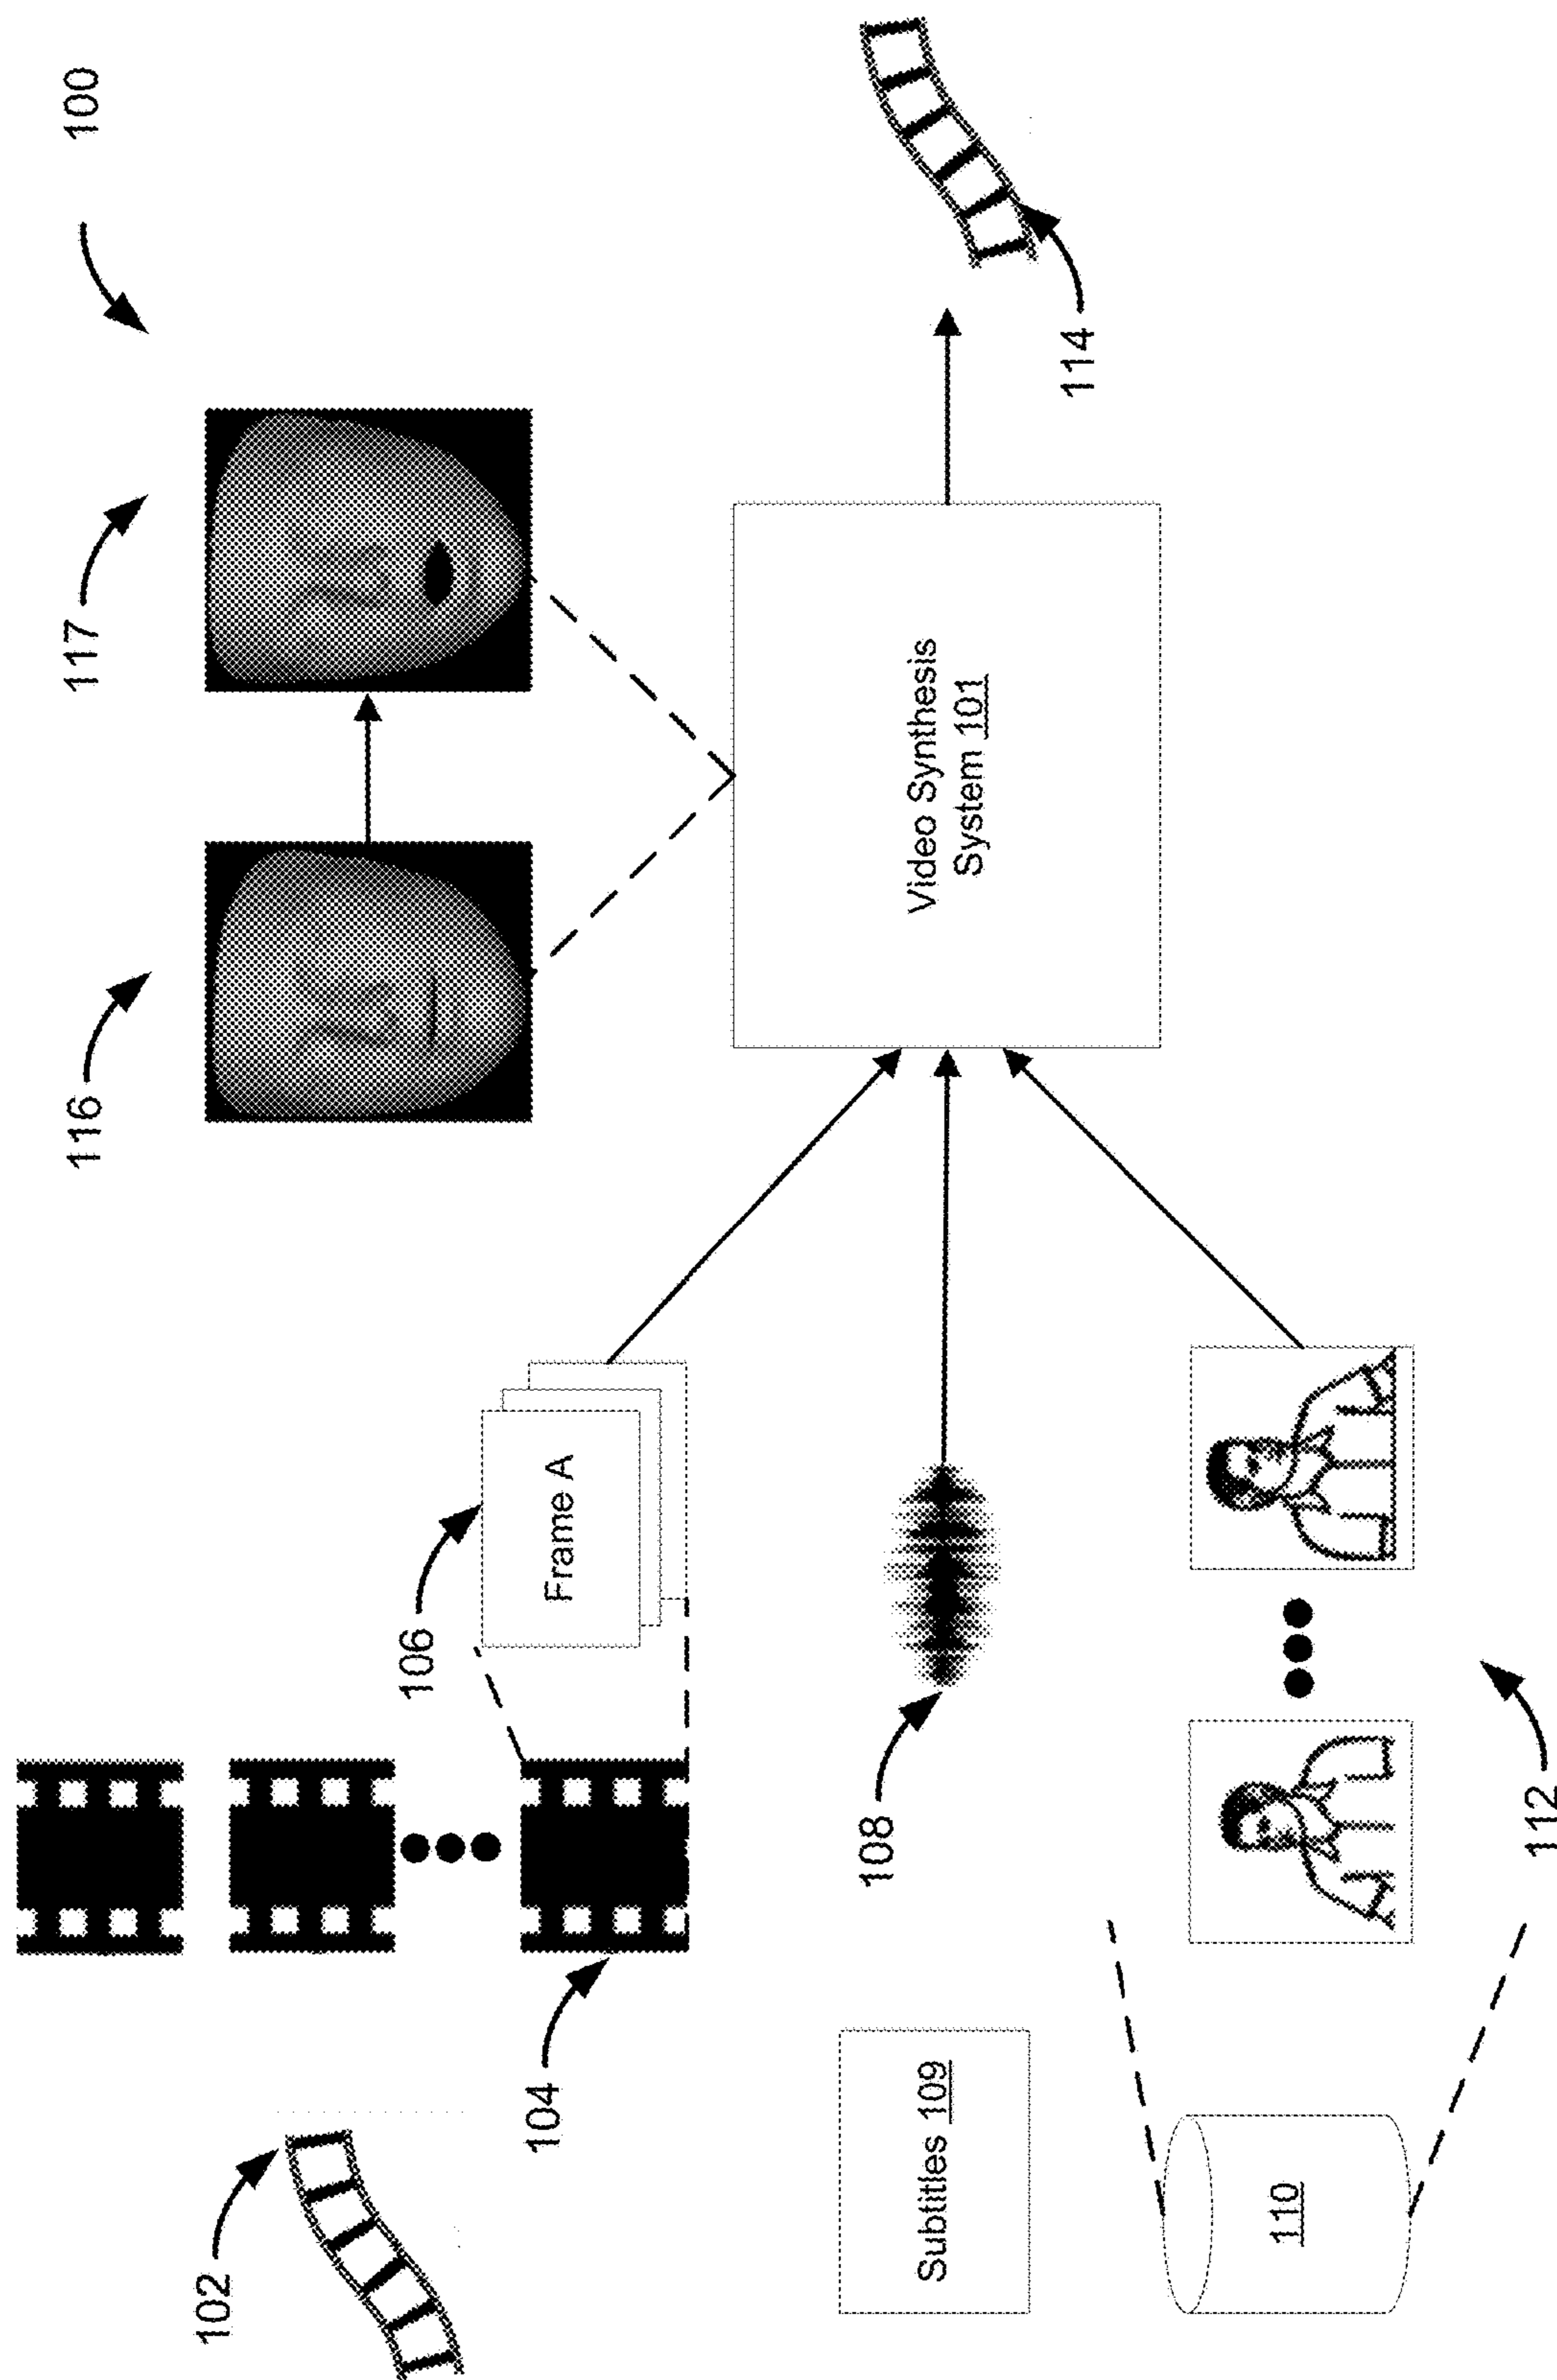 100
116
117
106
Frame A
102
104
Video Synthesis
System 101
114
108
Subtitles 109
110
112